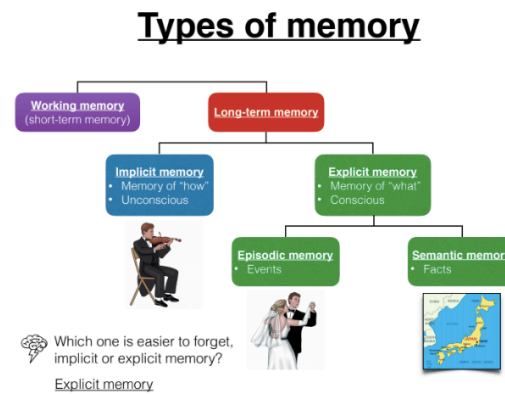 Types of memory
Working memory
(short-term memory)
Long-term memory
Implicit memory
• Memory of “how”
• Unconscious
Explicit memory
• Memory of “what”
• Conscious
Episodic memory
• Events
Semantic memor
• Facts
JAPAN
Which one is easier to forget,
implicit or explicit memory?
Explicit memory